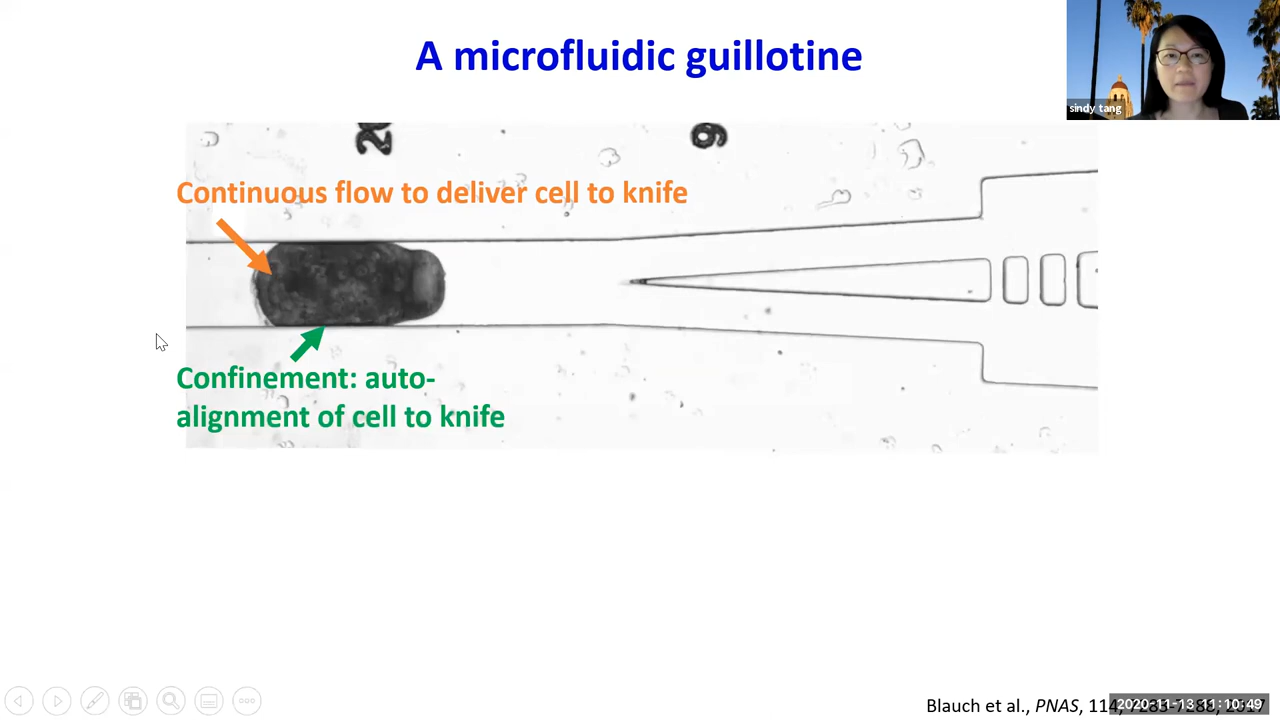 A microfluidic guillotine
sindy tang
Continuous flow to deliver cell to knife
Confinement: auto-
alignment of cell to knife
Blauch et al., PNAS, 114,
2020-11-13 11:10:49